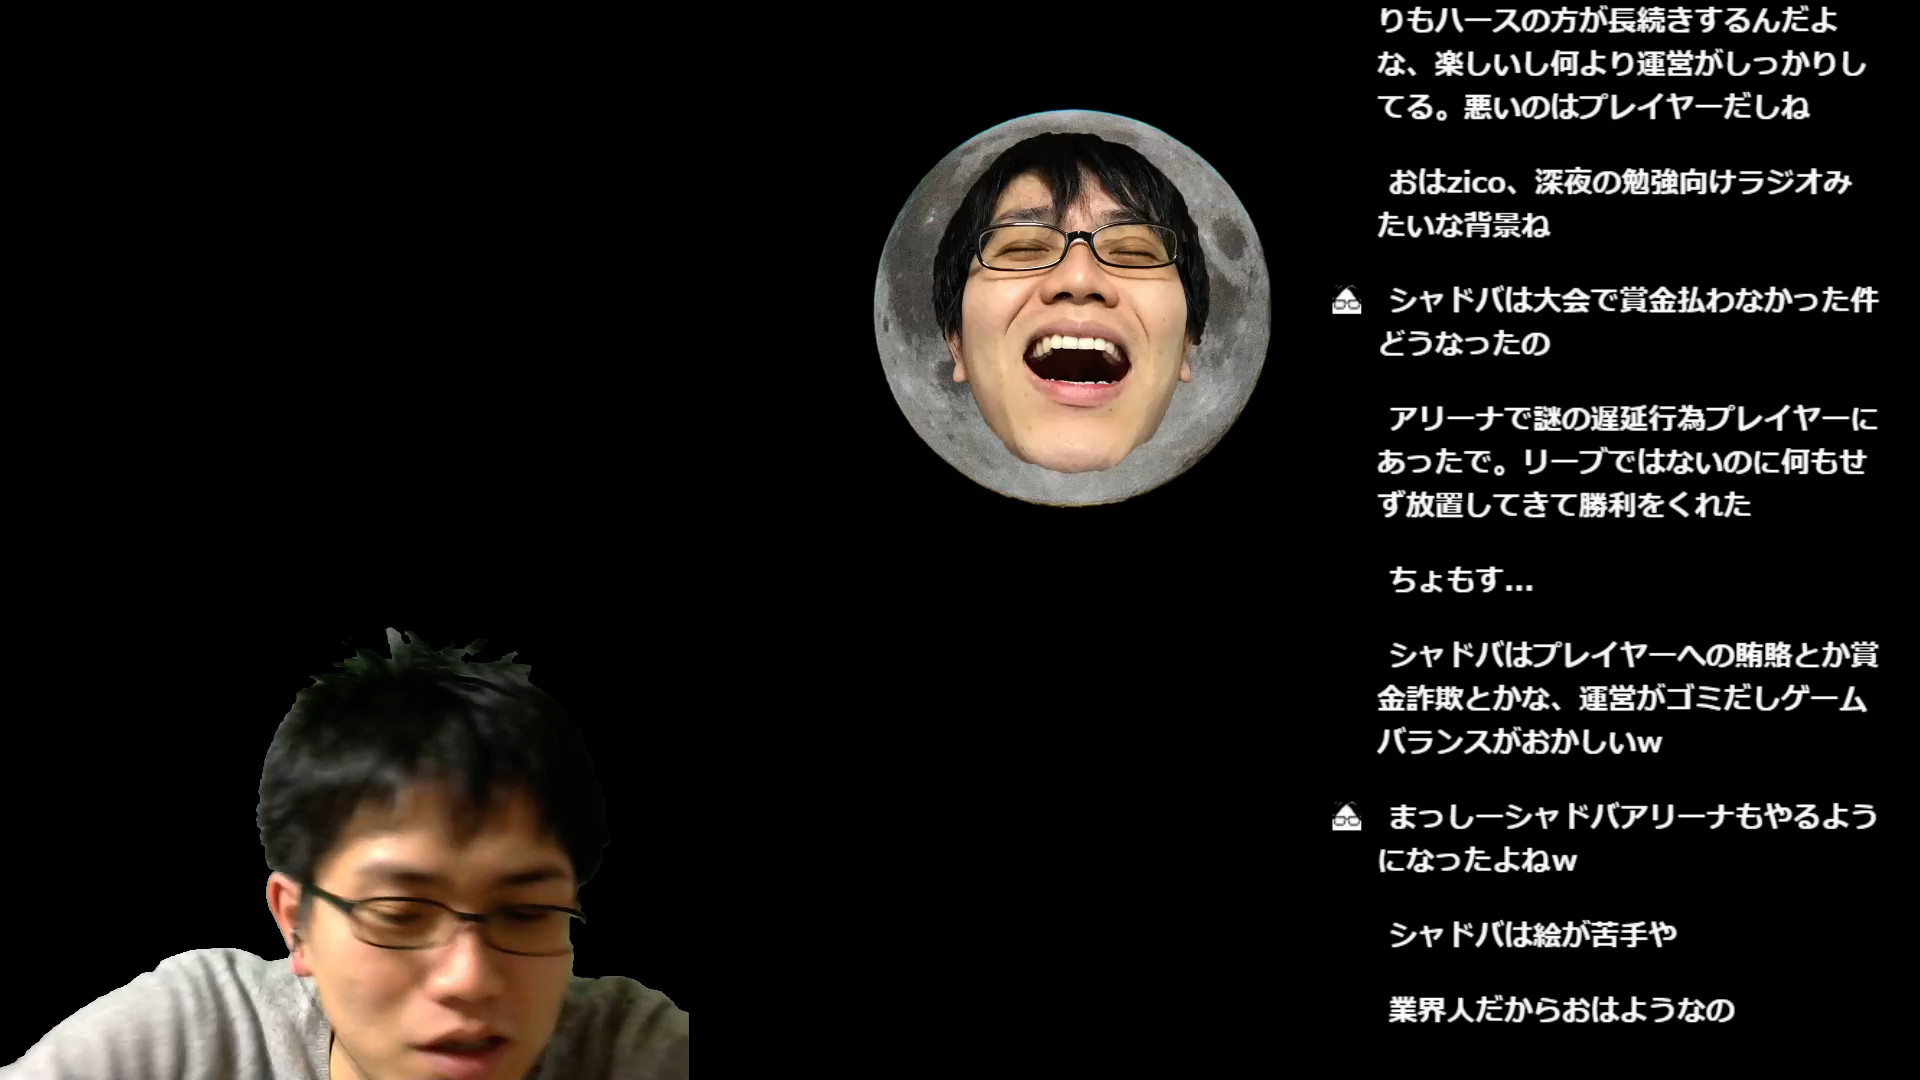 りもハースの方が長続きするんだよ
な、楽しいし何より運営がしっかりし
てる。悪いのはプレイヤーだしね
おはzico、深夜の勉強向けラジオみ
たいな背景ね
シャドバは大会で賞金払わなかった件
どうなったの
アリーナで謎の遅延行為プレイヤーに
あったで。リーブではないのに何もせ
ず放置してきて勝利をくれた
ちょもす...
シャドバはプレイヤーへの賄賂とか賞
金詐欺とかな、運営がゴミだしゲーム
バランスがおかしいw
まっしーシャドバアリーナもやるよう
になったよねw
シャドバは絵が苦手や
業界人だからおはようなの